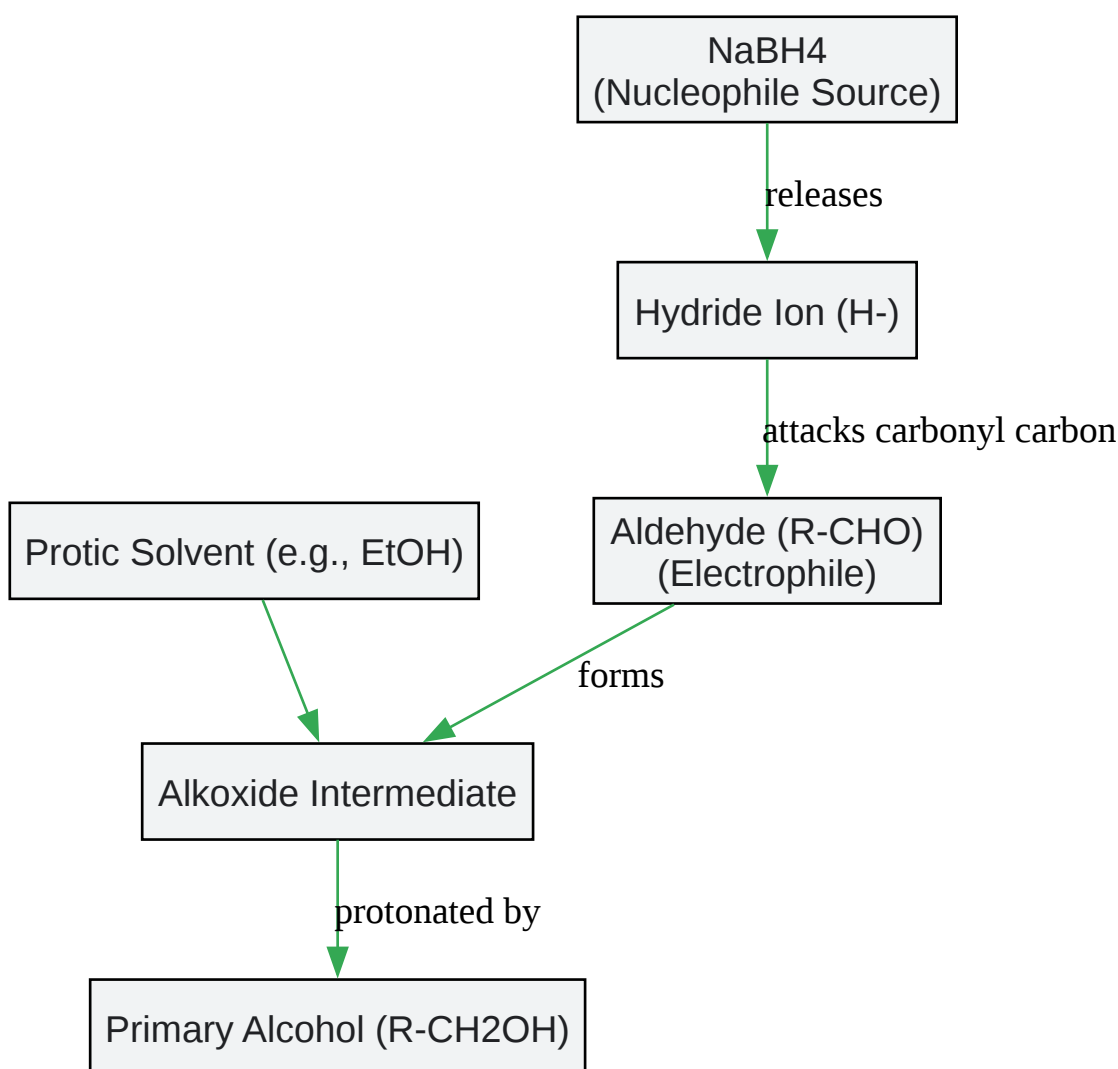 NaBH4
(Nucleophile Source)
releases
Hydride Ion (H-)
attacks carbonyl carbon
Protic Solvent (e.g., EtOH)
Aldehyde (R-CHO)
(Electrophile)
forms
Alkoxide Intermediate
protonated by
Primary Alcohol (R-CH2OH)